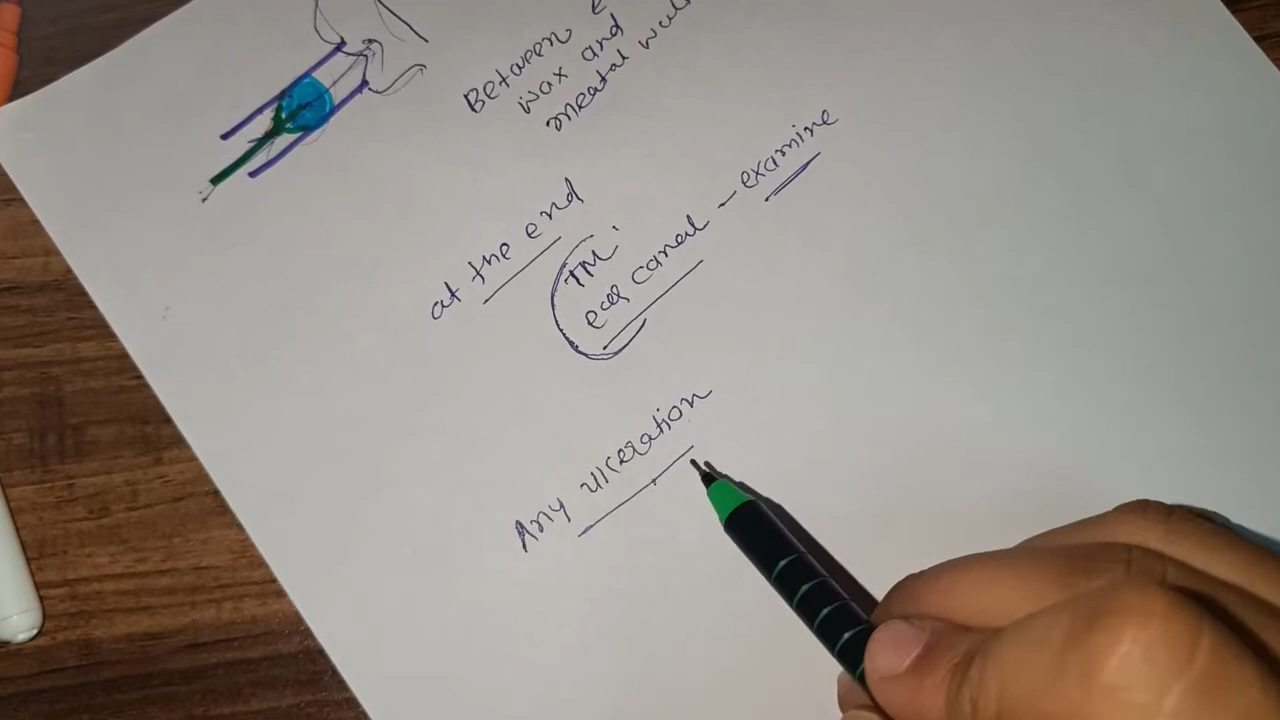 Between
wax and
meatal wall
at the end
TM
ear canal - examine
Any ulceration